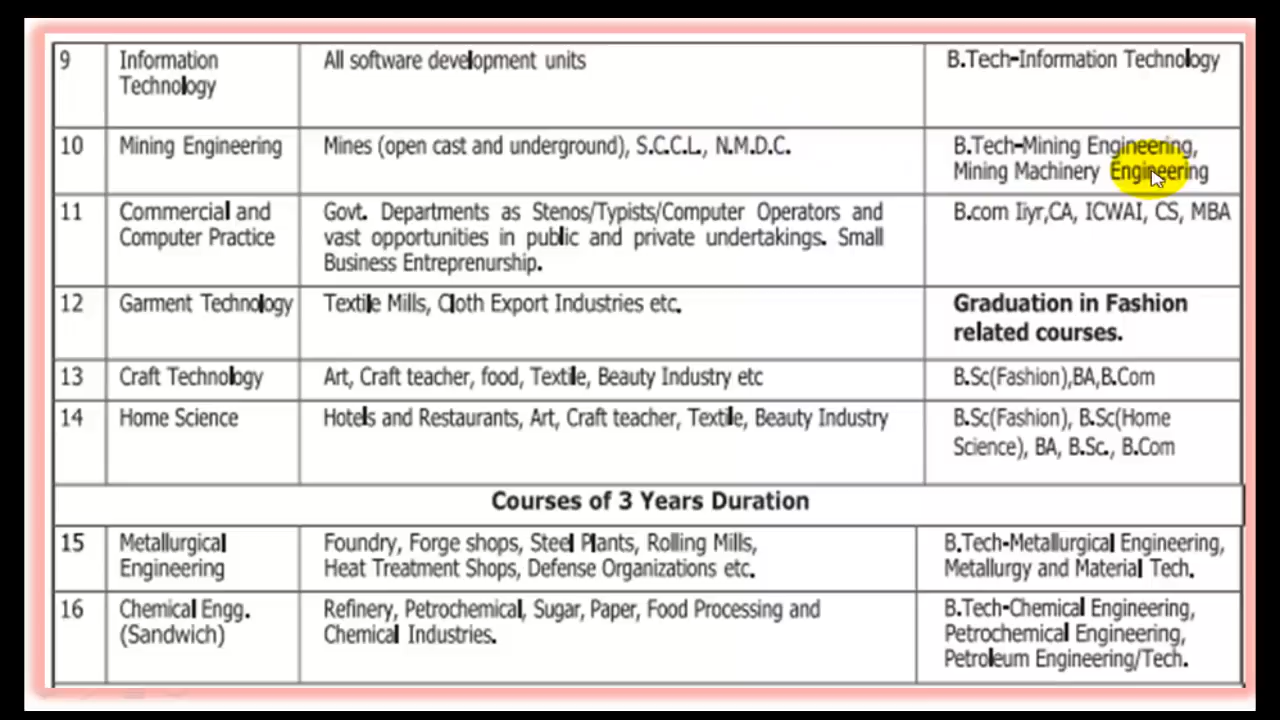 9 Information All software development units B.Tech-Information Technology
Technology
10 Mining Engineering Mines (open cast and underground), S.C.C.L., N.M.D.C. B.Tech-Mining Engineering,
Mining Machinery Engineering
11 Commercial and Govt. Departments as Stenos/Typists/Computer Operators and B.com Iiyr,CA, ICWAI, CS, MBA
Computer Practice vast opportunities in public and private undertakings. Small
Business Entreprenurship.
12 Garment Technology Textile Mills, Cloth Export Industries etc. Graduation in Fashion
related courses.
13 Craft Technology Art, Craft teacher, food, Textile, Beauty Industry etc B.Sc(Fashion),BA,B.Com
14 Home Science Hotels and Restaurants, Art, Craft teacher, Textile, Beauty Industry B.Sc(Fashion), B.Sc(Home
Science), BA, B.Sc., B.Com
Courses of 3 Years Duration
15 Metallurgical Foundry, Forge shops, Steel Plants, Rolling Mills, B.Tech-Metallurgical Engineering,
Engineering Heat Treatment Shops, Defense Organizations etc. Metallurgy and Material Tech.
16 Chemical Engg. Refinery, Petrochemical, Sugar, Paper, Food Processing and B.Tech-Chemical Engineering,
(Sandwich) Chemical Industries. Petrochemical Engineering,
Petroleum Engineering/Tech.